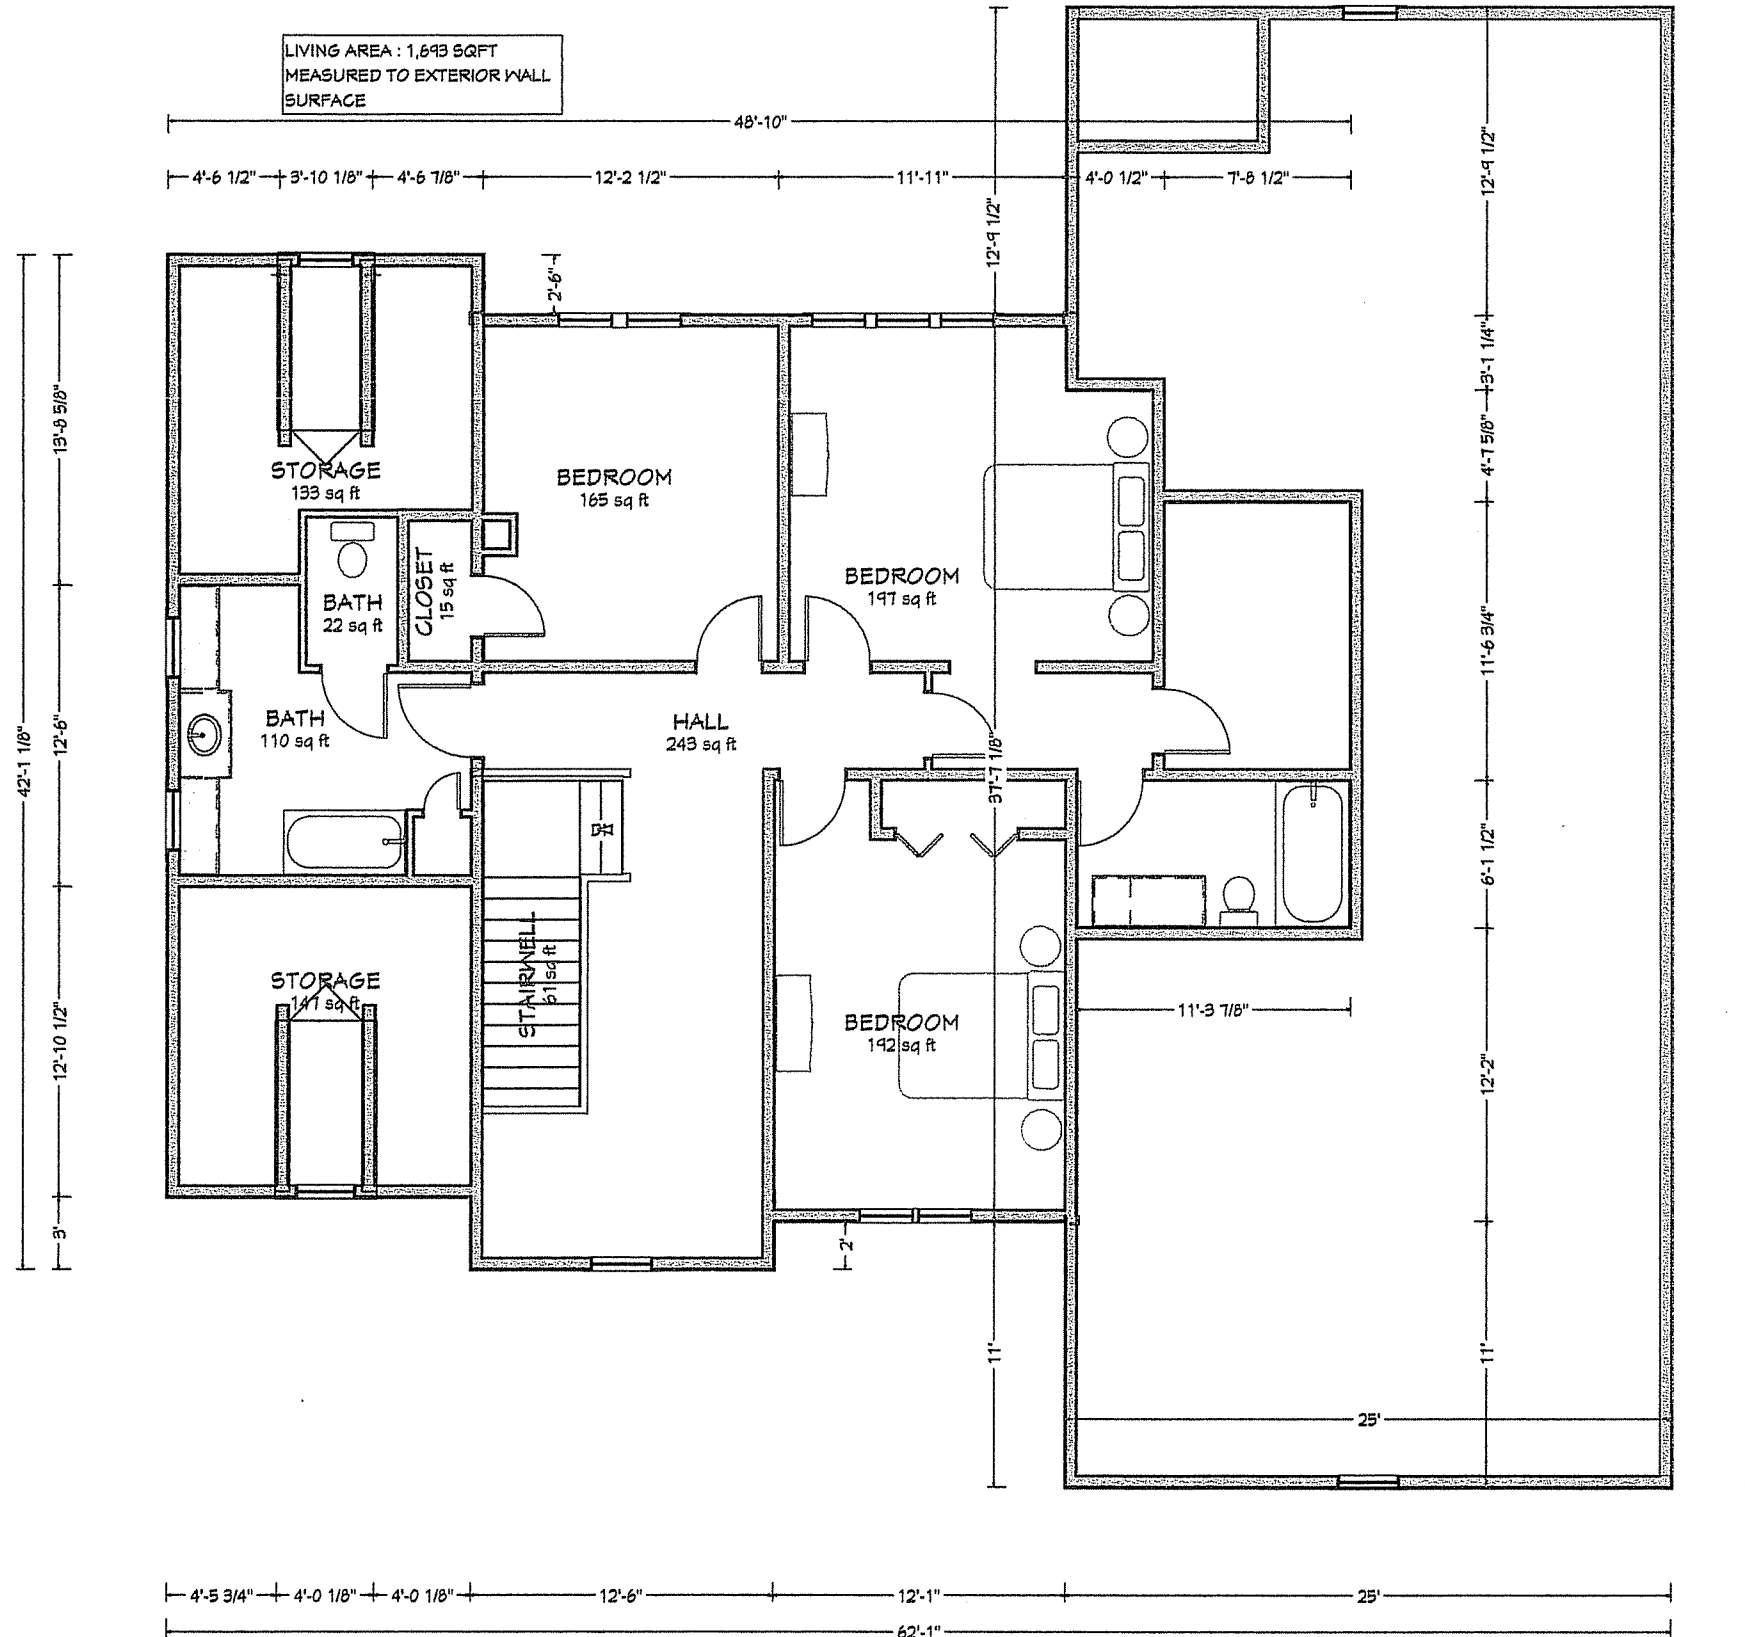 LIVING AREA : 1,693 SQFT
MEASURED TO EXTERIOR WALL
SURFACE
48'-10"
4'-6 1/2"
3'-10 1/8"
4'-6 7/8"
12'-2 1/2"
11'-11"
4'-0 1/2"
7'-8 1/2"
12'-9 1/2"
12'-9 1/2"
2'-6"
3'-1 1/4"
13'-8 5/8"
4'-7 5/8"
STORAGE
133 sq ft
BEDROOM
165 sq ft
BEDROOM
197 sq ft
CLOSET
15 sq ft
BATH
22 sq ft
11'-6 3/4"
BATH
110 sq ft
HALL
243 sq ft
42'-1 1/8"
12'-6"
37'-7 1/8"
6'-1 1/2"
STAIRWELL
61 sq ft
STORAGE
147 sq ft
BEDROOM
192 sq ft
11'-3 7/8"
12'-10 1/2"
12'-2"
3'
2'
11'
11'
25'
4'-5 3/4"
4'-0 1/8"
4'-0 1/8"
12'-6"
12'-1"
25'
62'-1"